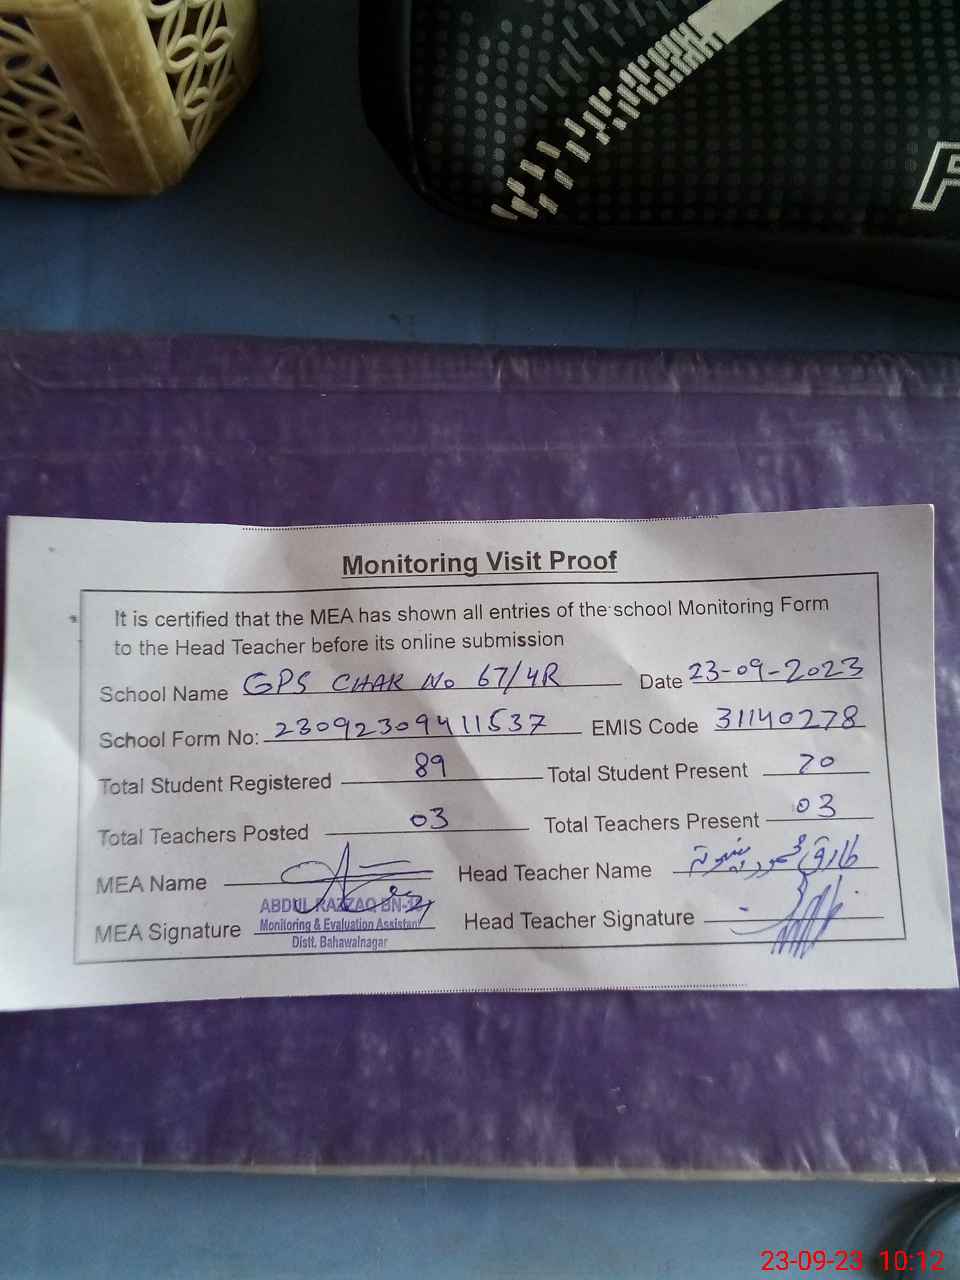 F
Monitoring Visit Proof
It is certified that the MEA has shown all entries of the school Monitoring Form
to the Head Teacher before its online submission
School Name GPS CHAK No 67/4R Date 23-09-2023
School Form No: 23092309411537 EMIS Code 31140278
Total Student Registered 89 Total Student Present 70
Total Teachers Posted 03 Total Teachers Present 03
MEA Name Head Teacher Name طارق محمود
ABDUL RAZZAQ BN-12
MEA Signature Monitoring & Evaluation Assistant Head Teacher Signature
Distt. Bahawalnagar
23-09-23 10:12